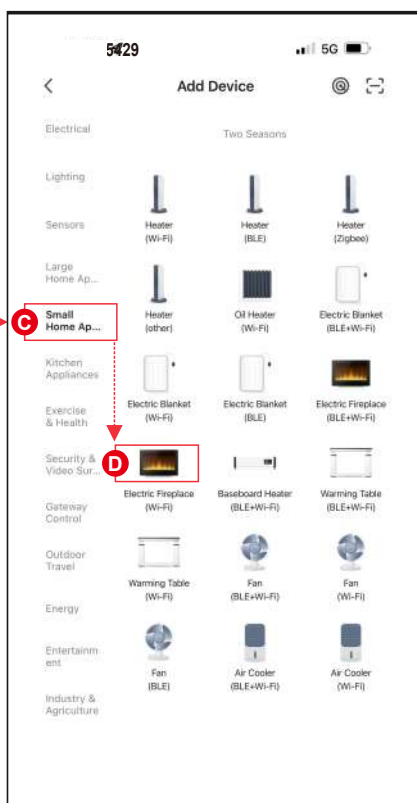 5G
Add Device
Electrical
Two Seasons
Lighting
Sensors
Heater
(Wi-Fi)
Heater
(BLE)
Heater
(Zigbee)
Large
Home Ap...
C
Small
Home Ap...
Heater
(other)
Oil Heater
(Wi-Fi)
Electric Blanket
(BLE+Wi-Fi)
Kitchen
Appliances
Exercise
& Health
Electric Blanket
(Wi-Fi)
Electric Blanket
(BLE)
Electric Fireplace
(BLE+Wi-Fi)
Security &
Video Sur...
D
Electric Fireplace
(Wi-Fi)
Baseboard Heater
(BLE+Wi-Fi)
Warming Table
(BLE+Wi-Fi)
Gateway
Control
Outdoor
Travel
Warming Table
(Wi-Fi)
Fan
(BLE+Wi-Fi)
Fan
(Wi-Fi)
Energy
Entertainm
ent
Fan
(BLE)
Air Cooler
(BLE+Wi-Fi)
Air Cooler
(Wi-Fi)
Industry &
Agriculture